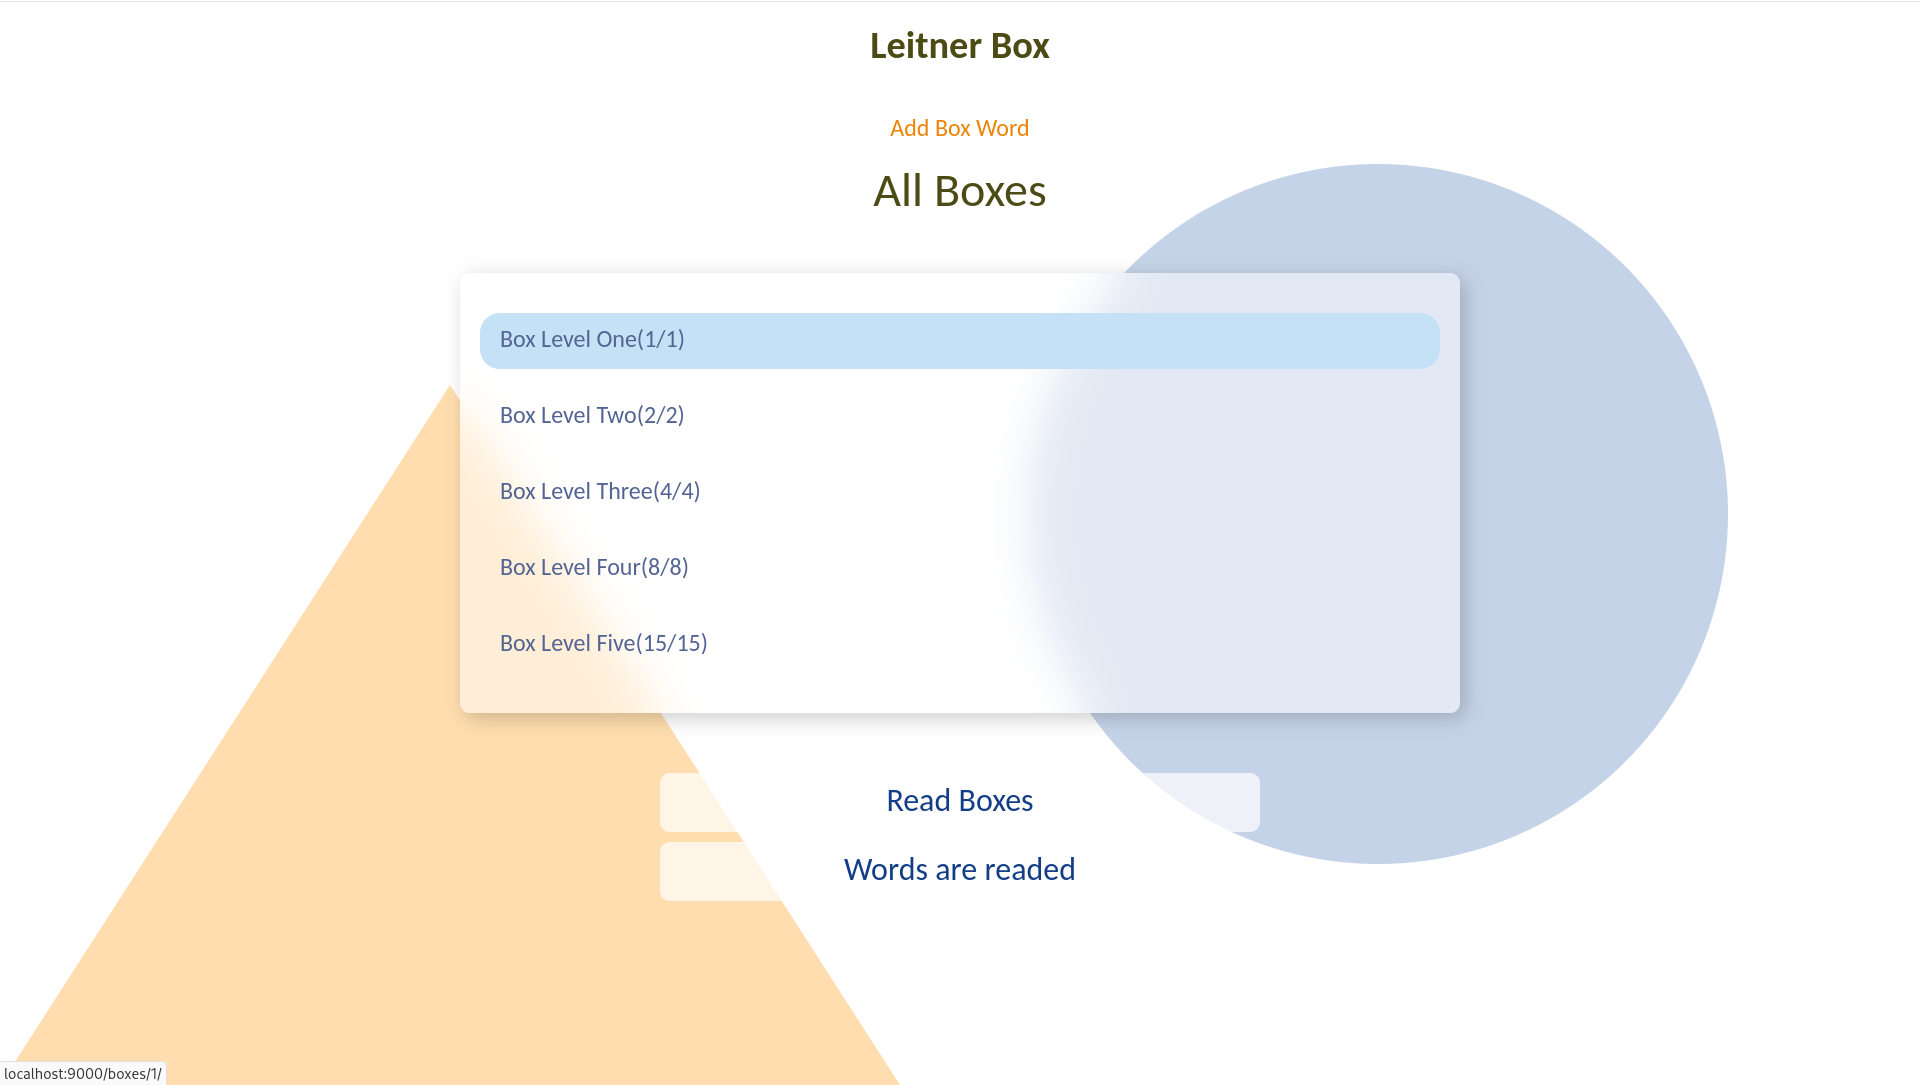 Leitner Box
Add Box Word
All Boxes
Box Level One(1/1)
Box Level Two(2/2)
Box Level Three(4/4)
Box Level Four(8/8)
Box Level Five(15/15)
Read Boxes
Words are readed
localhost:9000/boxes/1/